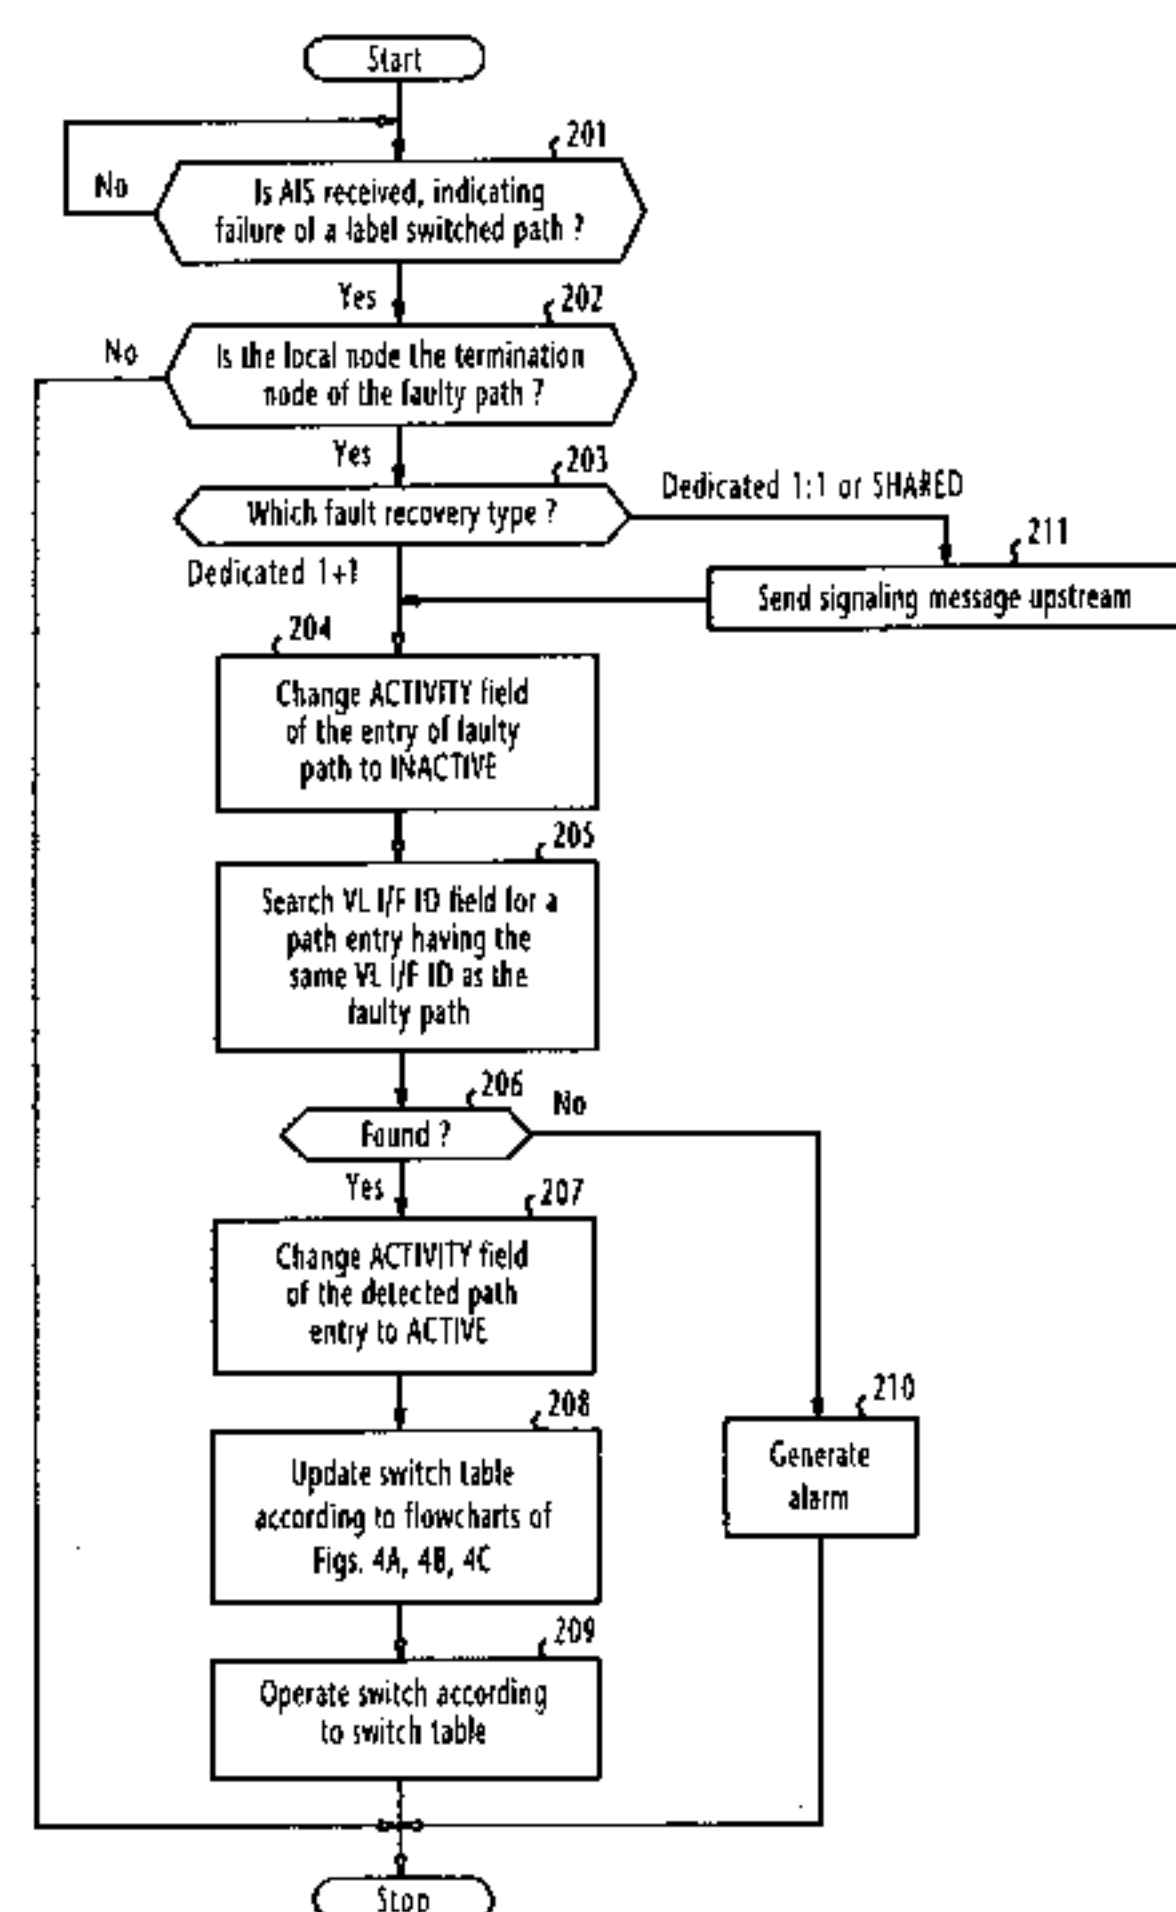 Start
201
No
Is AIS received, indicating
failure of a label switched path ?
Yes
202
No
Is the local node the termination
node of the faulty path ?
Yes
203
Dedicated 1:1 or SHARED
Which fault recovery type ?
211
Dedicated 1+1
Send signaling message upstream
204
Change ACTIVITY field
of the entry of faulty
path to INACTIVE
205
Search VL I/F ID field for a
path entry having the
same VL I/F ID as the
faulty path
206
No
Found ?
Yes
207
Change ACTIVITY field
of the detected path
entry to ACTIVE
208
210
Update switch table
according to flowcharts of
Figs. 4A, 4B, 4C
Generate
alarm
209
Operate switch according
to switch table
Stop